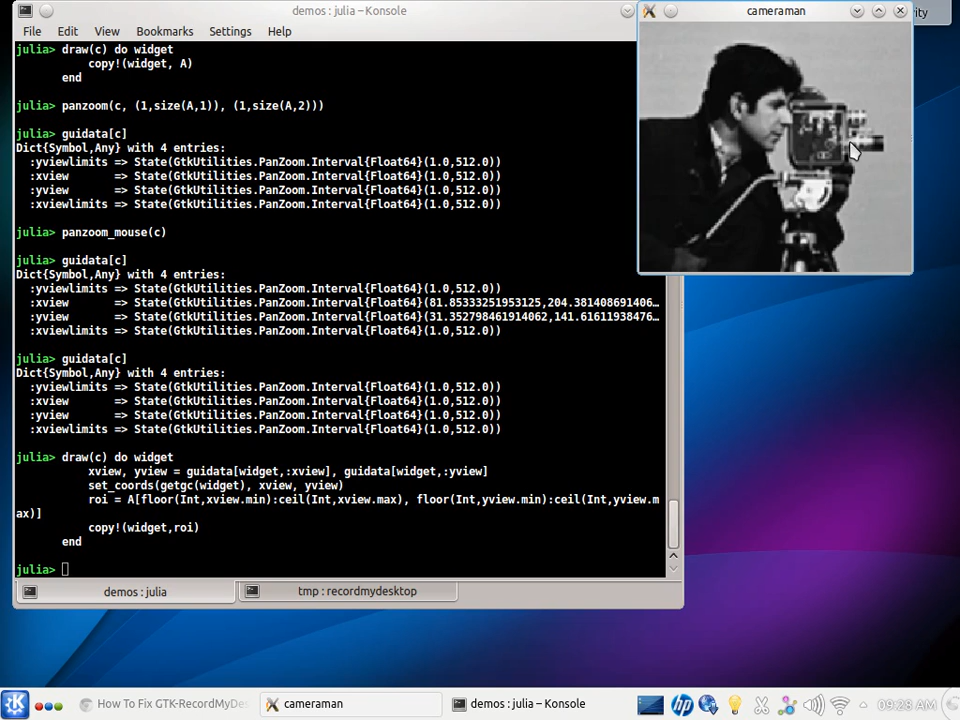 demos : julia – Konsole
cameraman
rity
File Edit View Bookmarks Settings Help
julia> draw(c) do widget
copy!(widget, A)
end
julia> panzoom(c, (1,size(A,1)), (1,size(A,2)))
julia> guidata[c]
Dict{Symbol,Any} with 4 entries:
:yviewlimits => State(GtkUtilities.PanZoom.Interval{Float64}(1.0,512.0))
:xview => State(GtkUtilities.PanZoom.Interval{Float64}(1.0,512.0))
:yview => State(GtkUtilities.PanZoom.Interval{Float64}(1.0,512.0))
:xviewlimits => State(GtkUtilities.PanZoom.Interval{Float64}(1.0,512.0))
julia> panzoom_mouse(c)
julia> guidata[c]
Dict{Symbol,Any} with 4 entries:
:yviewlimits => State(GtkUtilities.PanZoom.Interval{Float64}(1.0,512.0))
:xview => State(GtkUtilities.PanZoom.Interval{Float64}(81.85333251953125,204.381408691406…
:yview => State(GtkUtilities.PanZoom.Interval{Float64}(31.352798461914062,141.61611938476…
:xviewlimits => State(GtkUtilities.PanZoom.Interval{Float64}(1.0,512.0))
julia> guidata[c]
Dict{Symbol,Any} with 4 entries:
:yviewlimits => State(GtkUtilities.PanZoom.Interval{Float64}(1.0,512.0))
:xview => State(GtkUtilities.PanZoom.Interval{Float64}(1.0,512.0))
:yview => State(GtkUtilities.PanZoom.Interval{Float64}(1.0,512.0))
:xviewlimits => State(GtkUtilities.PanZoom.Interval{Float64}(1.0,512.0))
julia> draw(c) do widget
xview, yview = guidata[widget,:xview], guidata[widget,:yview]
set_coords(getgc(widget), xview, yview)
roi = A[floor(Int,xview.min):ceil(Int,xview.max), floor(Int,yview.min):ceil(Int,yview.m
ax)]
copy!(widget,roi)
end
julia>
demos : julia
tmp : recordmydesktop
How To Fix GTK-RecordMyDes
cameraman
demos : julia – Konsole
hp
09:28 AM